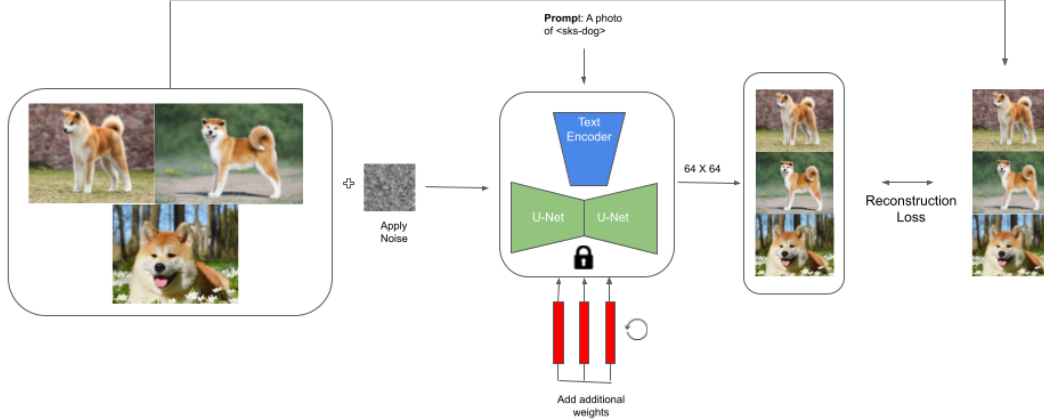 Prompt: A photo
of <sks-dog>
Text
Encoder
64 X 64
U-Net
U-Net
Apply
Noise
Reconstruction
Loss
Add additional
weights